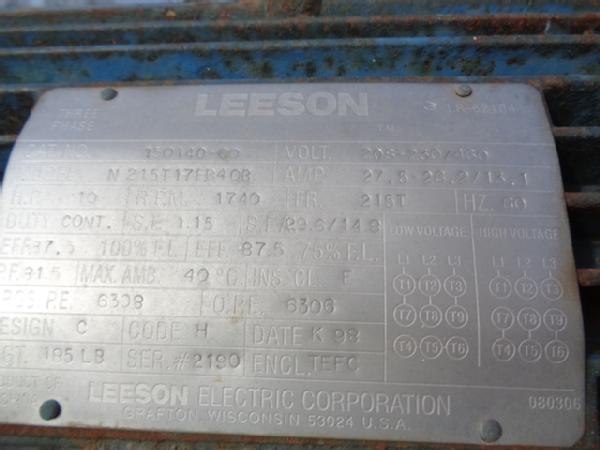 THREE LEESON LR-62104
PHASE
CAT. NO. 150140-60 VOLT. 208-230/460
MODEL N215T17FB40B AMP. 27.5-26.2/13.1
H.P. 10 R.P.M. 1740 FR. 215T HZ. 60
DUTY CONT. S.F. 1.15 S.F./29.6/14.8 LOW VOLTAGE HIGH VOLTAGE
EFF 87.5 100% F.L. EFF 87.5 75% F.L. L1 L2 L3 L1 L2 L3
P.F. 81.5 MAX. AMB. 40°C INS CL F T1 T2 T3 T1 T2 T3
POS. P.E. 6308 O.P.E. 6306 T7 T8 T9 T7 T8 T9
DESIGN C CODE H DATE K 98 T4 T5 T6 T4 T5 T6
WGT. 185 LB SER. #2190 ENCL. TEFC
PRODUCT OF LEESON ELECTRIC CORPORATION 080306
GRAFTON, WISCONSIN 53024 U.S.A.